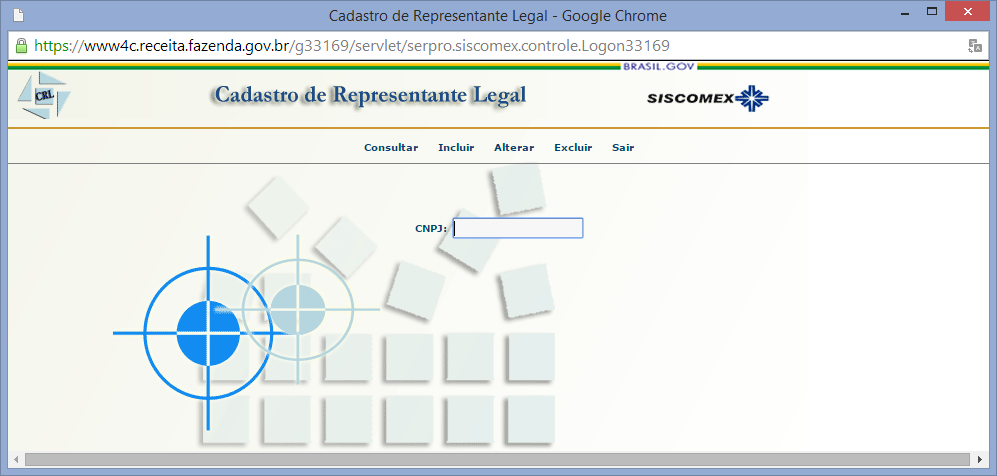 Cadastro de Representante Legal - Google Chrome
https://www4c.receita.fazenda.gov.br/g33169/servlet/serpro.siscomex.controle.Logon33169
BRASIL.GOV
CRL
Cadastro de Representante Legal
SISCOMEX
Consultar Incluir Alterar Excluir Sair
CNPJ: